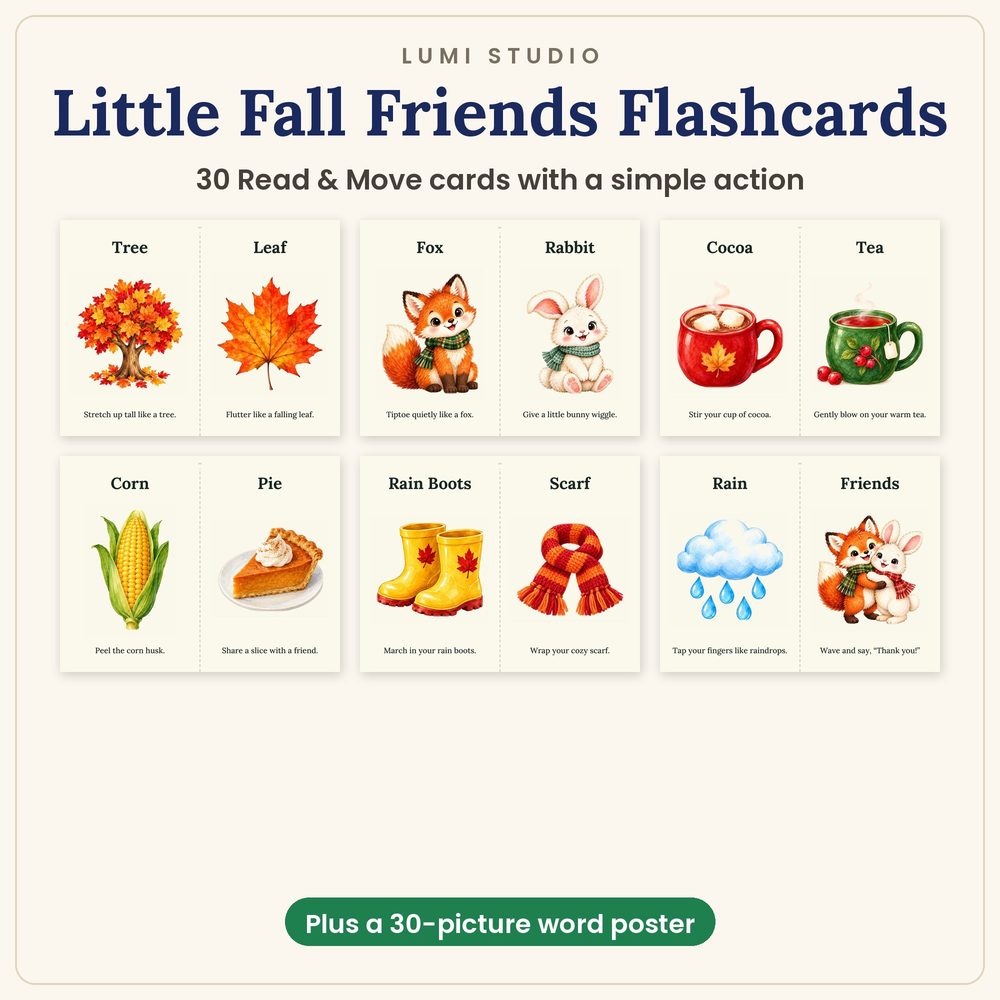 LUMI STUDIO
Little Fall Friends Flashcards
30 Read & Move cards with a simple action
Tree
Leaf
Stretch up tall like a tree.
Flutter like a falling leaf.
Fox
Rabbit
Tiptoe quietly like a fox.
Give a little bunny wiggle.
Cocoa
Tea
Stir your cup of cocoa.
Gently blow on your warm tea.
Corn
Pie
Peel the corn husk.
Share a slice with a friend.
Rain Boots
Scarf
March in your rain boots.
Wrap your cozy scarf.
Rain
Friends
Tap your fingers like raindrops.
Wave and say, “Thank you!”
Plus a 30-picture word poster